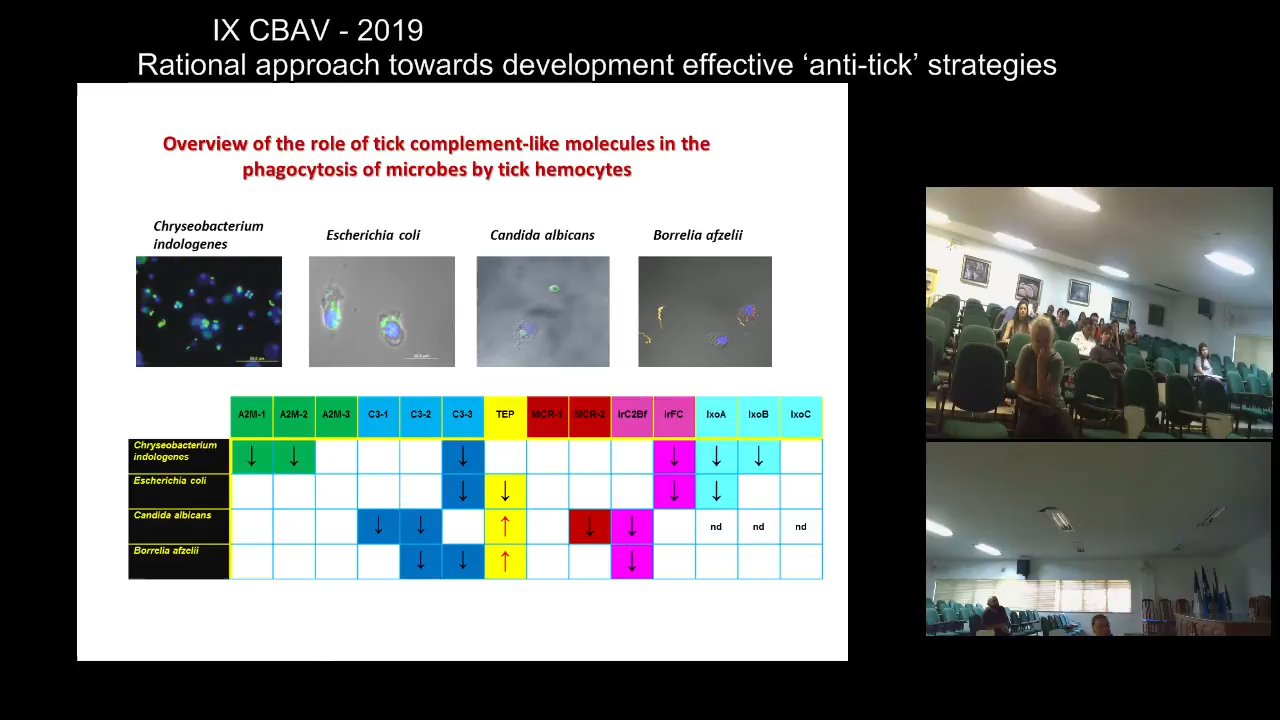 IX CBAV - 2019
Rational approach towards development effective ‘anti-tick’ strategies
Overview of the role of tick complement-like molecules in the
phagocytosis of microbes by tick hemocytes
Chryseobacterium
indologenes
Escherichia coli
Candida albicans
Borrelia afzelii
A2M-1 A2M-2 A2M-3 C3-1 C3-2 C3-3 TEP MCR-1 MCR-2 IrC2Bf IrFC IxoA IxoB IxoC
Chryseobacterium
indologenes ↓ ↓ ↓ ↓ ↓ ↓
Escherichia coli ↓ ↓ ↓ ↓
Candida albicans ↓ ↓ ↑ ↓ ↓ nd nd nd
Borrelia afzelii ↓ ↓ ↑ ↓